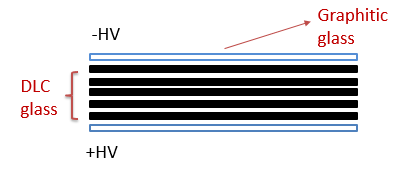 Graphitic
glass
-HV
DLC
glass
+HV